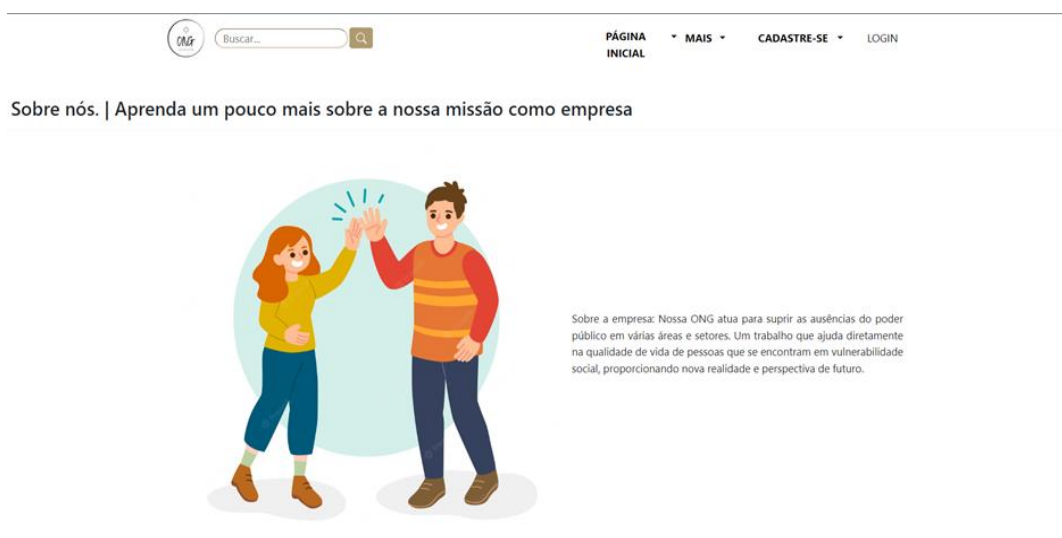 ONG
Buscar...
PÁGINA
INICIAL
MAIS
CADASTRE-SE
LOGIN
Sobre nós. | Aprenda um pouco mais sobre a nossa missão como empresa
Sobre a empresa: Nossa ONG atua para suprir as ausências do poder
público em várias áreas e setores. Um trabalho que ajuda diretamente
na qualidade de vida de pessoas que se encontram em vulnerabilidade
social, proporcionando nova realidade e perspectiva de futuro.